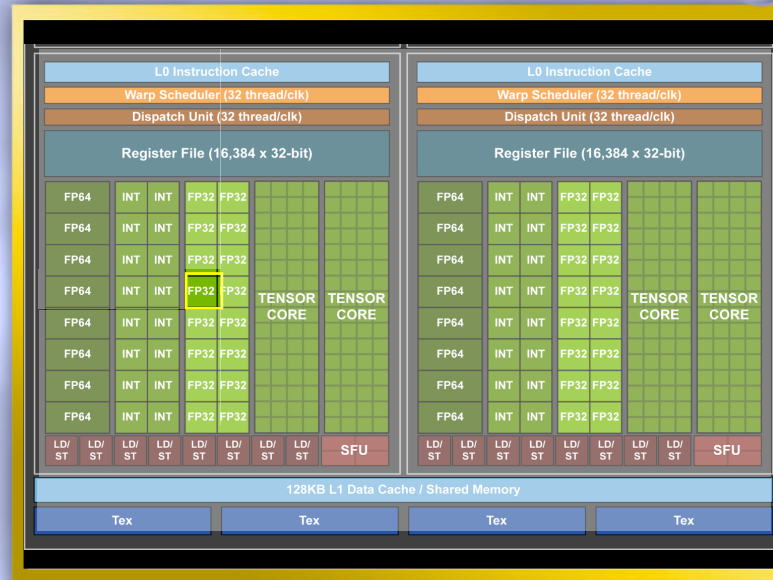 L0 Instruction Cache L0 Instruction Cache
Warp Scheduler (32 thread/clk) Warp Scheduler (32 thread/clk)
Dispatch Unit (32 thread/clk) Dispatch Unit (32 thread/clk)
Register File (16,384 x 32-bit) Register File (16,384 x 32-bit)
FP64 INT INT FP32 FP32 FP64 INT INT FP32 FP32
FP64 INT INT FP32 FP32 FP64 INT INT FP32 FP32
FP64 INT INT FP32 FP32 FP64 INT INT FP32 FP32
FP64 INT INT FP32 FP32 TENSOR TENSOR FP64 INT INT FP32 FP32 TENSOR TENSOR
CORE CORE CORE CORE
FP64 INT INT FP32 FP32 FP64 INT INT FP32 FP32
FP64 INT INT FP32 FP32 FP64 INT INT FP32 FP32
FP64 INT INT FP32 FP32 FP64 INT INT FP32 FP32
FP64 INT INT FP32 FP32 FP64 INT INT FP32 FP32
LD/ LD/ LD/ LD/ LD/ LD/ LD/ LD/ SFU LD/ LD/ LD/ LD/ LD/ LD/ LD/ LD/ SFU
ST ST ST ST ST ST ST ST ST ST ST ST ST ST ST ST
128KB L1 Data Cache / Shared Memory
Tex Tex Tex Tex